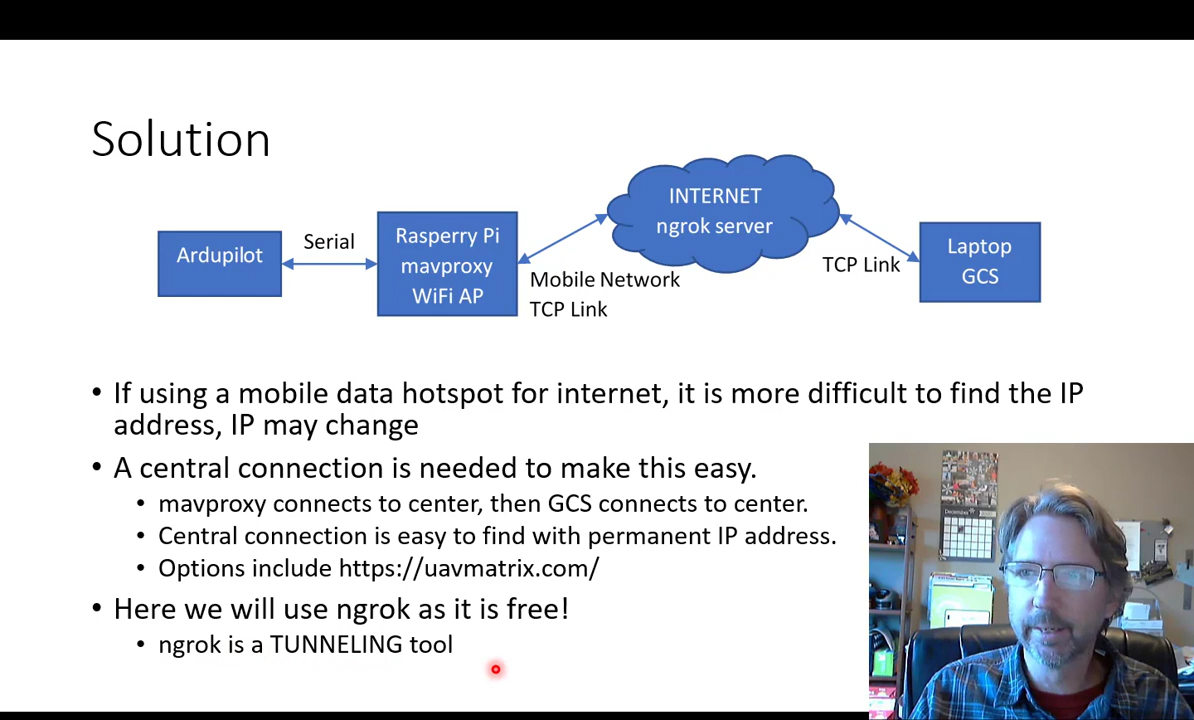 Solution
INTERNET
ngrok server
Ardupilot
Serial
Rasperry Pi
mavproxy
WiFi AP
Mobile Network
TCP Link
TCP Link
Laptop
GCS
• If using a mobile data hotspot for internet, it is more difficult to find the IP
address, IP may change
• A central connection is needed to make this easy.
• mavproxy connects to center, then GCS connects to center.
• Central connection is easy to find with permanent IP address.
• Options include https://uavmatrix.com/
• Here we will use ngrok as it is free!
• ngrok is a TUNNELING tool
December